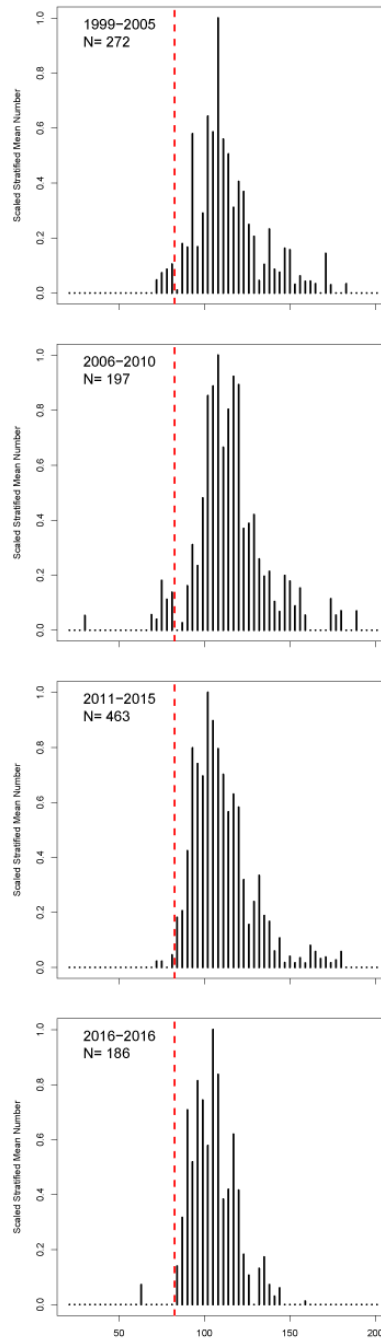 1999−2005
N= 272
Scaled Stratified Mean Number
0.0 0.2 0.4 0.6 0.8 1.0
2006−2010
N= 197
Scaled Stratified Mean Number
0.0 0.2 0.4 0.6 0.8 1.0
2011−2015
N= 463
Scaled Stratified Mean Number
0.0 0.2 0.4 0.6 0.8 1.0
2016−2016
N= 186
Scaled Stratified Mean Number
0.0 0.2 0.4 0.6 0.8 1.0
50 100 150 200